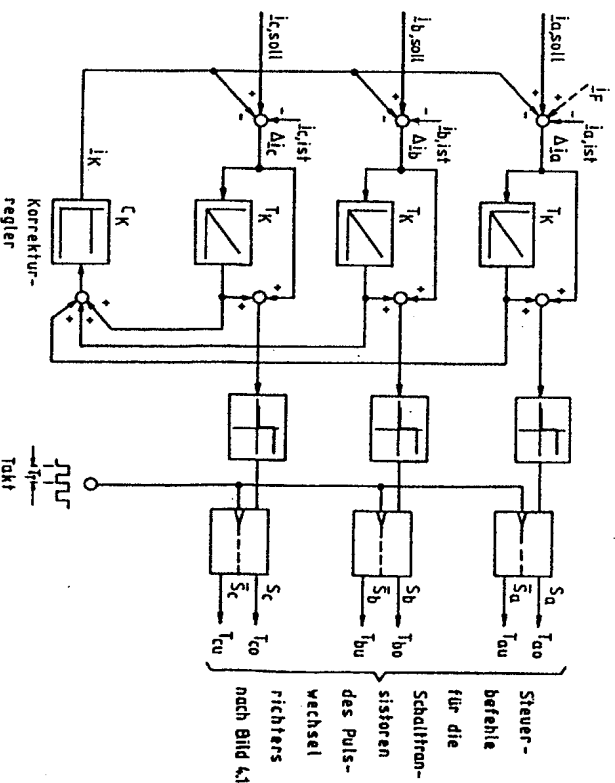 i_a,soll
i_F
i_a,ist
Δi_a
T_K
S_a
S̄_a
T_ao
T_au
i_b,soll
i_b,ist
Δi_b
T_K
S_b
S̄_b
T_bo
T_bu
i_c,soll
i_c,ist
Δi_c
T_K
S_c
S̄_c
T_co
T_cu
i_K
c_K
Korrektur-
regler
Takt
Steuer-
befehle
für die
Schalttran-
sistoren
des Puls-
wechsel
richters
nach Bild 4.1